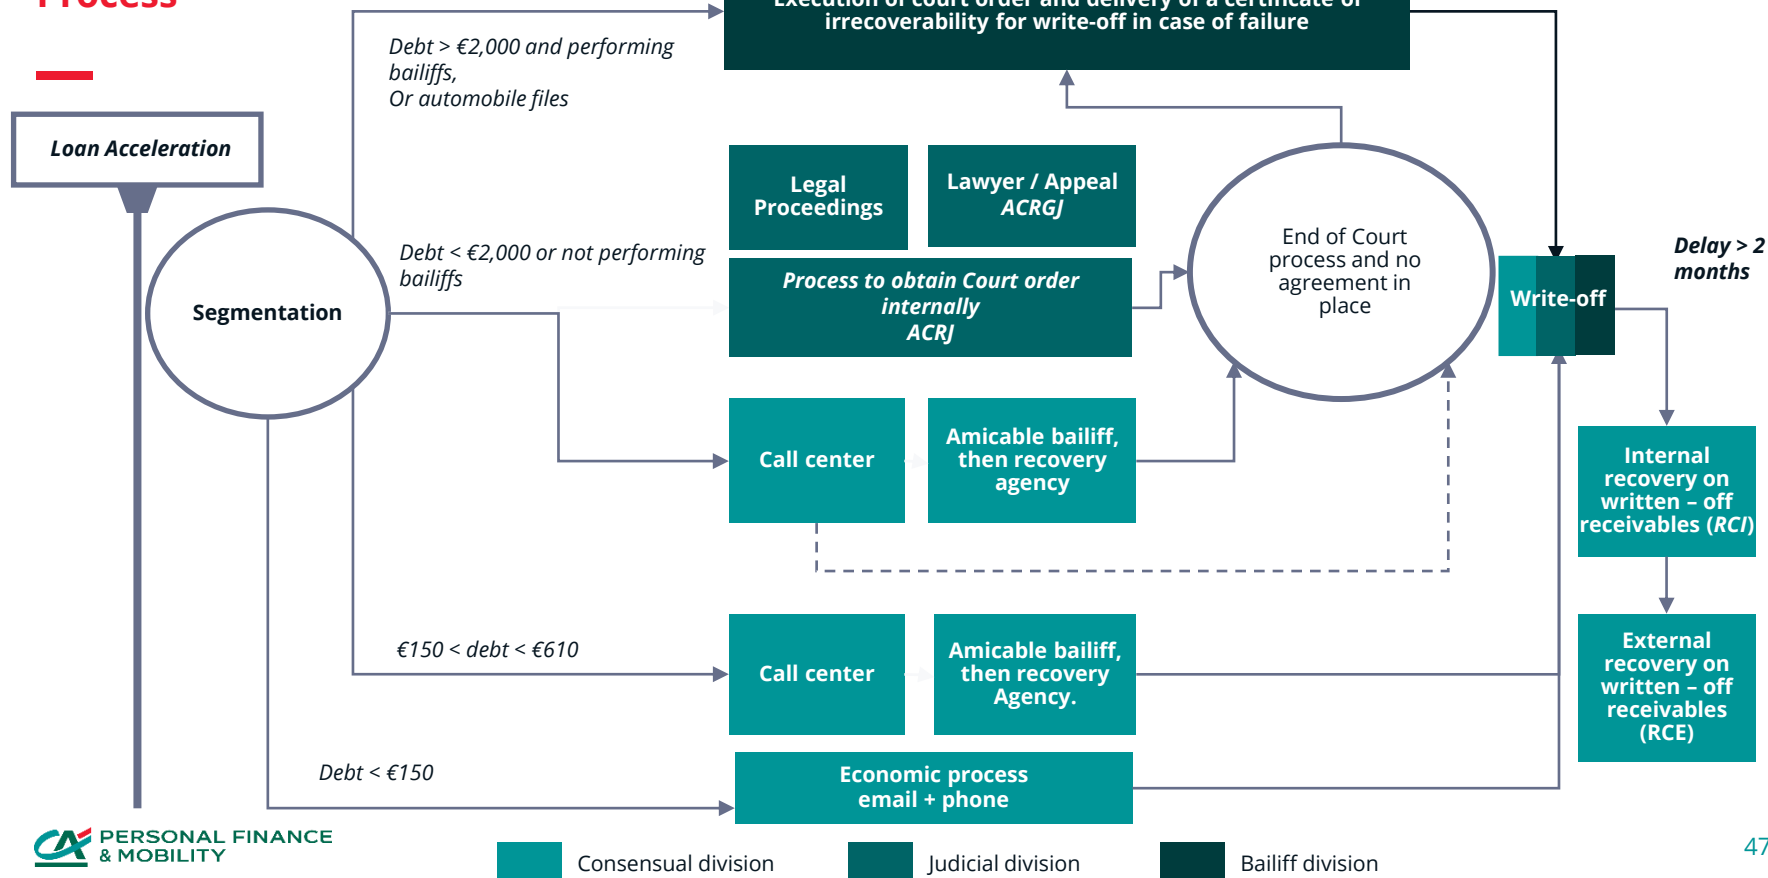 Process
Execution of court order and delivery of a certificate of
irrecoverability for write-off in case of failure
Debt > €2,000 and performing
bailiffs,
Or automobile files
Loan Acceleration
Legal
Proceedings
Lawyer / Appeal
ACRGJ
End of Court
process and no
agreement in
place
Delay > 2
months
Debt < €2,000 or not performing
bailiffs
Process to obtain Court order
internally
ACRJ
Segmentation
Write-off
Call center
Amicable bailiff,
then recovery
agency
Internal
recovery on
written – off
receivables (RCI)
€150 < debt < €610
Call center
Amicable bailiff,
then recovery
Agency.
External
recovery on
written – off
receivables
(RCE)
Debt < €150
Economic process
email + phone
CA PERSONAL FINANCE
& MOBILITY
Consensual division
Judicial division
Bailiff division
47